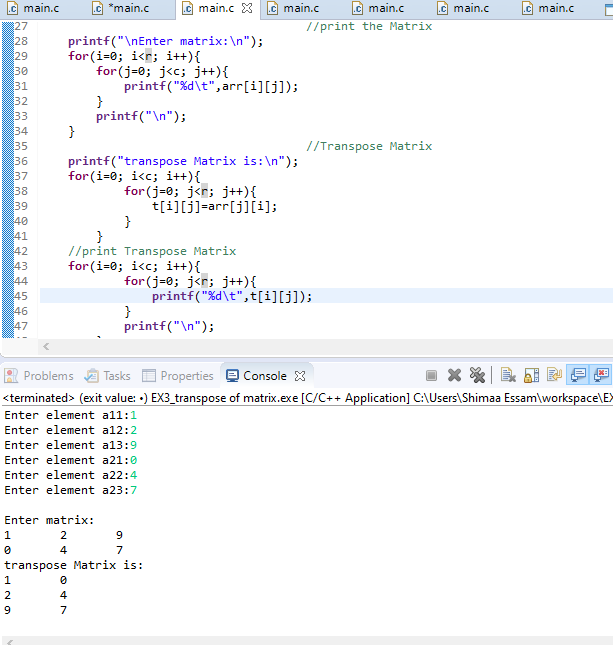 main.c *main.c main.c main.c main.c main.c main.c
27 //print the Matrix
28 printf("\nEnter matrix:\n");
29 for(i=0; i<r; i++){
30 for(j=0; j<c; j++){
31 printf("%d\t",arr[i][j]);
32 }
33 printf("\n");
34 }
35 //Transpose Matrix
36 printf("transpose Matrix is:\n");
37 for(i=0; i<c; i++){
38 for(j=0; j<r; j++){
39 t[i][j]=arr[j][i];
40 }
41 }
42 //print Transpose Matrix
43 for(i=0; i<c; i++){
44 for(j=0; j<r; j++){
45 printf("%d\t",t[i][j]);
46 }
47 printf("\n");
Problems Tasks Properties Console
<terminated> (exit value: •) EX3_transpose of matrix.exe [C/C++ Application] C:\Users\Shimaa Essam\workspace\EX
Enter element a11:1
Enter element a12:2
Enter element a13:9
Enter element a21:0
Enter element a22:4
Enter element a23:7
Enter matrix:
1 2 9
0 4 7
transpose Matrix is:
1 0
2 4
9 7